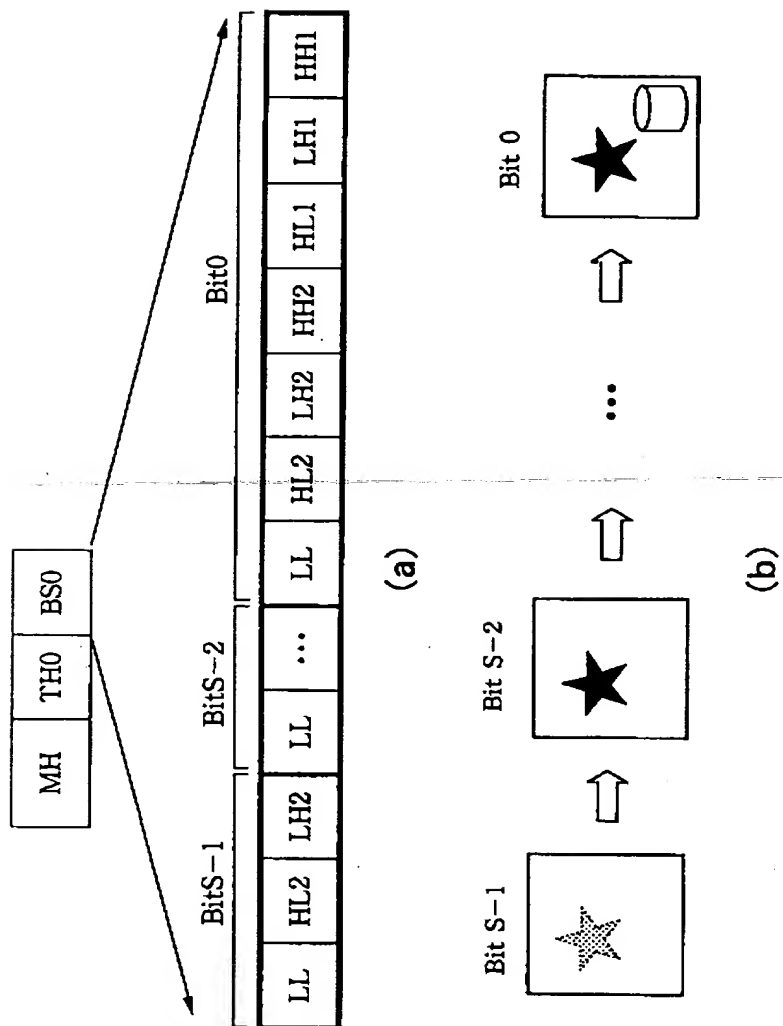 MH TH0 BS0
BitS-1 BitS-2 Bit0
LL HL2 LH2 LL ... LL HL2 LH2 HH2 HL1 LH1 HH1
(a)
Bit S-1 Bit S-2 Bit 0
...
(b)